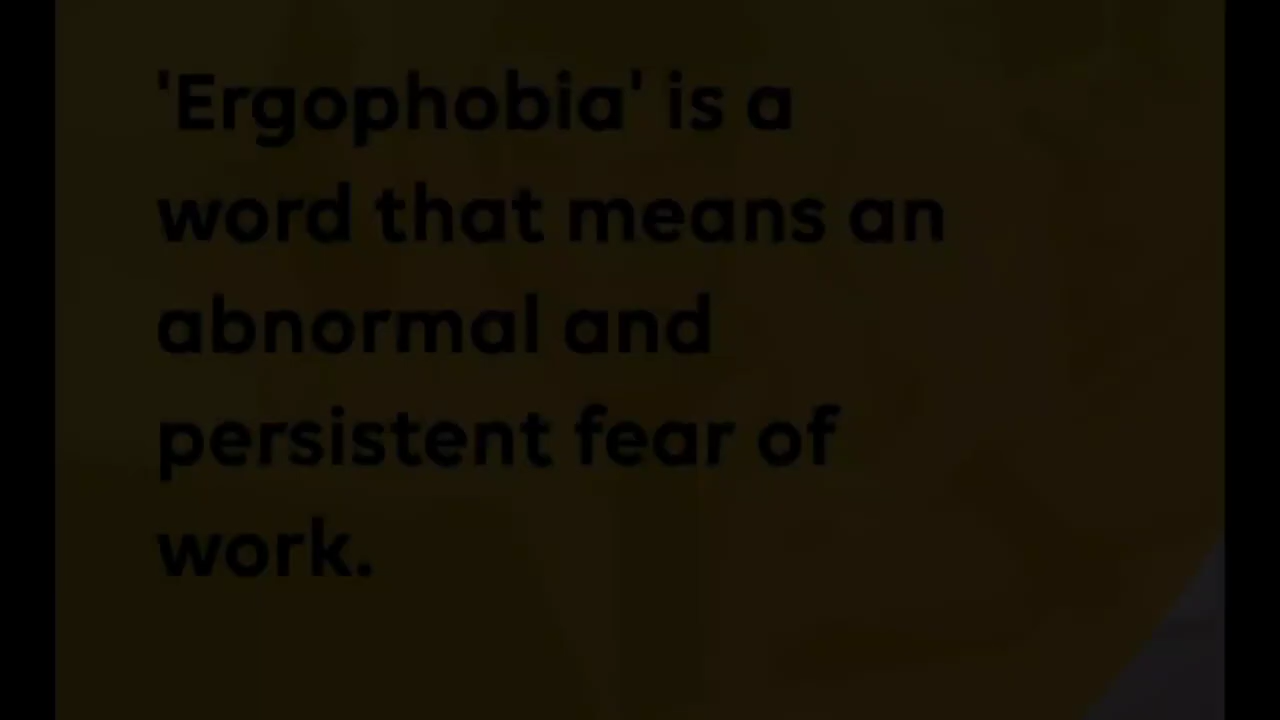 'Ergophobia' is a
word that means an
abnormal and
persistent fear of
work.